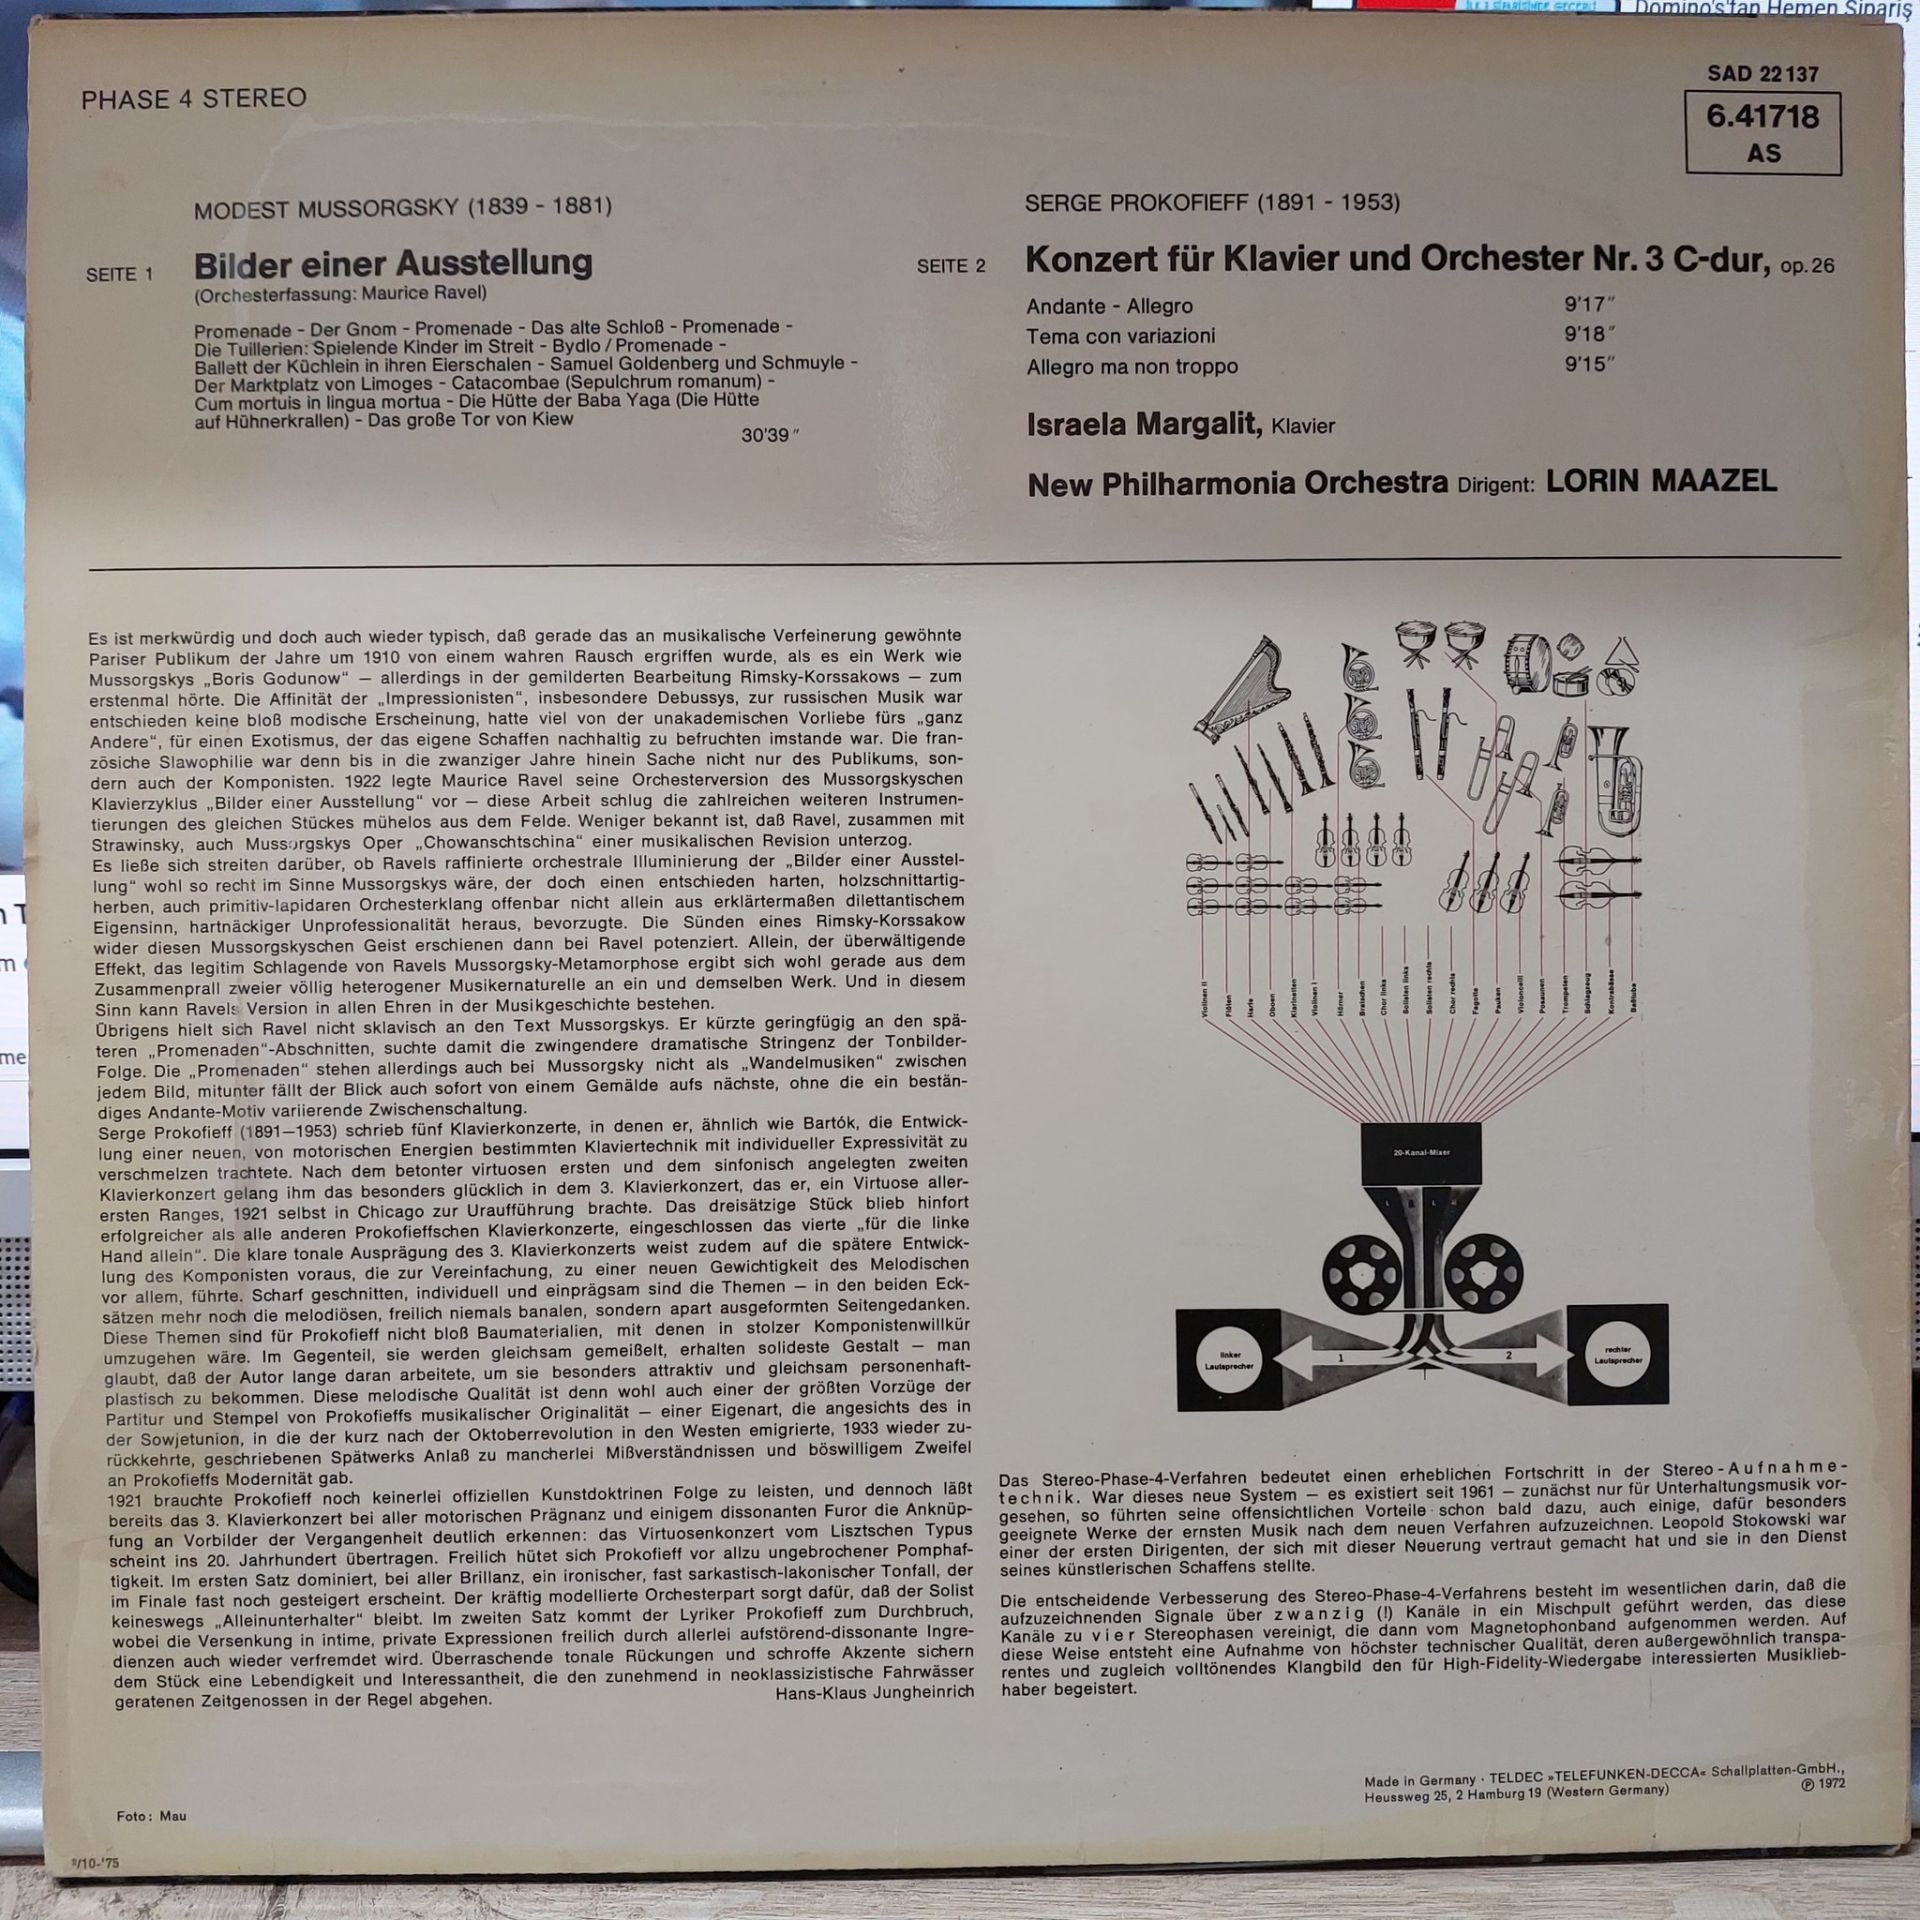 İLK 3 SİPARİŞİNDE GEÇERLİ
Domino's'tan Hemen Sipariş
PHASE 4 STEREO
SAD 22137
6.41718
AS
MODEST MUSSORGSKY (1839 - 1881)
SEITE 1
Bilder einer Ausstellung
(Orchesterfassung: Maurice Ravel)
Promenade - Der Gnom - Promenade - Das alte Schloß - Promenade -
Die Tuillerien: Spielende Kinder im Streit - Bydlo / Promenade -
Ballett der Küchlein in ihren Eierschalen - Samuel Goldenberg und Schmuyle -
Der Marktplatz von Limoges - Catacombae (Sepulchrum romanum) -
Cum mortuis in lingua mortua - Die Hütte der Baba Yaga (Die Hütte
auf Hühnerkrallen) - Das große Tor von Kiew
30'39"
SERGE PROKOFIEFF (1891 - 1953)
SEITE 2
Konzert für Klavier und Orchester Nr. 3 C-dur, op. 26
Andante - Allegro 9'17"
Tema con variazioni 9'18"
Allegro ma non troppo 9'15"
Israela Margalit, Klavier
New Philharmonia Orchestra Dirigent: LORIN MAAZEL
Es ist merkwürdig und doch auch wieder typisch, daß gerade das an musikalische Verfeinerung gewöhnte
Pariser Publikum der Jahre um 1910 von einem wahren Rausch ergriffen wurde, als es ein Werk wie
Mussorgskys „Boris Godunow“ — allerdings in der gemilderten Bearbeitung Rimsky-Korssakows — zum
erstenmal hörte. Die Affinität der „Impressionisten“, insbesondere Debussys, zur russischen Musik war
entschieden keine bloß modische Erscheinung, hatte viel von der unakademischen Vorliebe fürs „ganz
Andere“, für einen Exotismus, der das eigene Schaffen nachhaltig zu befruchten imstande war. Die fran-
zösiche Slawophilie war denn bis in die zwanziger Jahre hinein Sache nicht nur des Publikums, son-
dern auch der Komponisten. 1922 legte Maurice Ravel seine Orchesterversion des Mussorgskyschen
Klavierzyklus „Bilder einer Ausstellung“ vor — diese Arbeit schlug die zahlreichen weiteren Instrumen-
tierungen des gleichen Stückes mühelos aus dem Felde. Weniger bekannt ist, daß Ravel, zusammen mit
Strawinsky, auch Mussorgskys Oper „Chowanschtschina“ einer musikalischen Revision unterzog.
Es ließe sich streiten darüber, ob Ravels raffinierte orchestrale Illuminierung der „Bilder einer Ausstel-
lung“ wohl so recht im Sinne Mussorgskys wäre, der doch einen entschieden harten, holzschnittartig-
herben, auch primitiv-lapidaren Orchesterklang offenbar nicht allein aus erklärtermaßen dilettantischem
Eigensinn, hartnäckiger Unprofessionalität heraus, bevorzugte. Die Sünden eines Rimsky-Korssakow
wider diesen Mussorgskyschen Geist erschienen dann bei Ravel potenziert. Allein, der überwältigende
Effekt, das legitim Schlagende von Ravels Mussorgsky-Metamorphose ergibt sich wohl gerade aus dem
Zusammenprall zweier völlig heterogener Musikernaturelle an ein und demselben Werk. Und in diesem
Sinn kann Ravels Version in allen Ehren in der Musikgeschichte bestehen.
Übrigens hielt sich Ravel nicht sklavisch an den Text Mussorgskys. Er kürzte geringfügig an den spä-
teren „Promenaden“-Abschnitten, suchte damit die zwingendere dramatische Stringenz der Tonbilder-
Folge. Die „Promenaden“ stehen allerdings auch bei Mussorgsky nicht als „Wandelmusiken“ zwischen
jedem Bild, mitunter fällt der Blick auch sofort von einem Gemälde aufs nächste, ohne die ein bestän-
diges Andante-Motiv variierende Zwischenschaltung.
Serge Prokofieff (1891—1953) schrieb fünf Klavierkonzerte, in denen er, ähnlich wie Bartók, die Entwick-
lung einer neuen, von motorischen Energien bestimmten Klaviertechnik mit individueller Expressivität zu
verschmelzen trachtete. Nach dem betonter virtuosen ersten und dem sinfonisch angelegten zweiten
Klavierkonzert gelang ihm das besonders glücklich in dem 3. Klavierkonzert, das er, ein Virtuose aller-
ersten Ranges, 1921 selbst in Chicago zur Uraufführung brachte. Das dreisätzige Stück blieb hinfort
erfolgreicher als alle anderen Prokofieffschen Klavierkonzerte, eingeschlossen das vierte „für die linke
Hand allein“. Die klare tonale Ausprägung des 3. Klavierkonzerts weist zudem auf die spätere Entwick-
lung des Komponisten voraus, die zur Vereinfachung, zu einer neuen Gewichtigkeit des Melodischen
vor allem, führte. Scharf geschnitten, individuell und einprägsam sind die Themen — in den beiden Eck-
sätzen mehr noch die melodiösen, freilich niemals banalen, sondern apart ausgeformten Seitengedanken.
Diese Themen sind für Prokofieff nicht bloß Baumaterialien, mit denen in stolzer Komponistenwillkür
umzugehen wäre. Im Gegenteil, sie werden gleichsam gemeißelt, erhalten solideste Gestalt — man
glaubt, daß der Autor lange daran arbeitete, um sie besonders attraktiv und gleichsam personenhaft-
plastisch zu bekommen. Diese melodische Qualität ist denn wohl auch einer der größten Vorzüge der
Partitur und Stempel von Prokofieffs musikalischer Originalität — einer Eigenart, die angesichts des in
der Sowjetunion, in die der kurz nach der Oktoberrevolution in den Westen emigrierte, 1933 wieder zu-
rückkehrte, geschriebenen Spätwerks Anlaß zu mancherlei Mißverständnissen und böswilligem Zweifel
an Prokofieffs Modernität gab.
1921 brauchte Prokofieff noch keinerlei offiziellen Kunstdoktrinen Folge zu leisten, und dennoch läßt
bereits das 3. Klavierkonzert bei aller motorischen Prägnanz und einigem dissonanten Furor die Anknüp-
fung an Vorbilder der Vergangenheit deutlich erkennen: das Virtuosenkonzert vom Lisztschen Typus
scheint ins 20. Jahrhundert übertragen. Freilich hütet sich Prokofieff vor allzu ungebrochener Pomphaf-
tigkeit. Im ersten Satz dominiert, bei aller Brillanz, ein ironischer, fast sarkastisch-lakonischer Tonfall, der
im Finale fast noch gesteigert erscheint. Der kräftig modellierte Orchesterpart sorgt dafür, daß der Solist
keineswegs „Alleinunterhalter“ bleibt. Im zweiten Satz kommt der Lyriker Prokofieff zum Durchbruch,
wobei die Versenkung in intime, private Expressionen freilich durch allerlei aufstörend-dissonante Ingre-
dienzen auch wieder verfremdet wird. Überraschende tonale Rückungen und schroffe Akzente sichern
dem Stück eine Lebendigkeit und Interessantheit, die den zunehmend in neoklassizistische Fahrwässer
geratenen Zeitgenossen in der Regel abgehen.
Hans-Klaus Jungheinrich
Violinen II
Flöten
Harfe
Oboen
Klarinetten
Violinen I
Hörner
Bratschen
Chor links
Solisten links
Solisten rechts
Chor rechts
Fagotte
Pauken
Violoncelli
Posaunen
Trompeten
Schlagzeug
Kontrabässe
Baßtuba
20-Kanal-Mixer
linker
Lautsprecher
1
2
rechter
Lautsprecher
Das Stereo-Phase-4-Verfahren bedeutet einen erheblichen Fortschritt in der Stereo-Aufnahme-
technik. War dieses neue System — es existiert seit 1961 — zunächst nur für Unterhaltungsmusik vor-
gesehen, so führten seine offensichtlichen Vorteile schon bald dazu, auch einige, dafür besonders
geeignete Werke der ernsten Musik nach dem neuen Verfahren aufzuzeichnen. Leopold Stokowski war
einer der ersten Dirigenten, der sich mit dieser Neuerung vertraut gemacht hat und sie in den Dienst
seines künstlerischen Schaffens stellte.
Die entscheidende Verbesserung des Stereo-Phase-4-Verfahrens besteht im wesentlichen darin, daß die
aufzuzeichnenden Signale über zwanzig (!) Kanäle in ein Mischpult geführt werden, das diese
Kanäle zu vier Stereophasen vereinigt, die dann vom Magnetophonband aufgenommen werden. Auf
diese Weise entsteht eine Aufnahme von höchster technischer Qualität, deren außergewöhnlich transpa-
rentes und zugleich volltönendes Klangbild den für High-Fidelity-Wiedergabe interessierten Musiklieb-
haber begeistert.
Made in Germany · TELDEC »TELEFUNKEN-DECCA« Schallplatten-GmbH.,
Heussweg 25, 2 Hamburg 19 (Western Germany) ℗ 1972
Foto: Mau
/10-'75